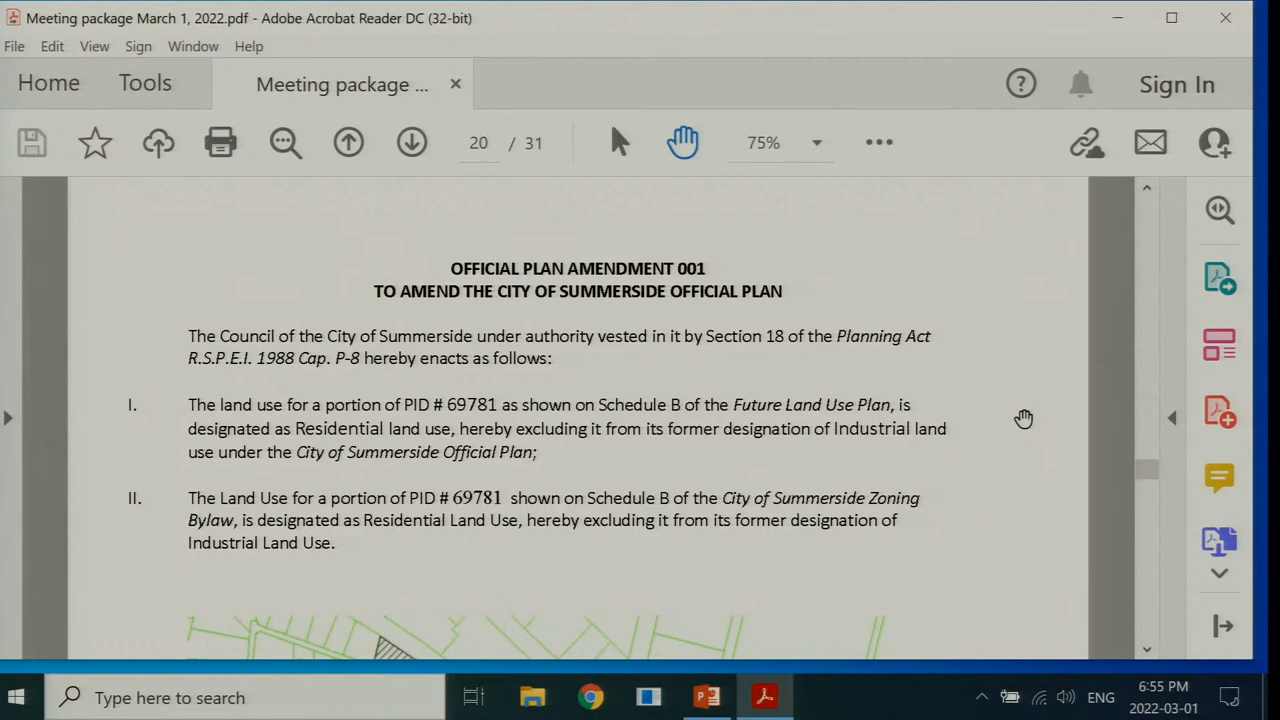 Meeting package March 1, 2022.pdf - Adobe Acrobat Reader DC (32-bit)
File Edit View Sign Window Help
Home Tools Meeting package ... Sign In
20 / 31 75%
OFFICIAL PLAN AMENDMENT 001
TO AMEND THE CITY OF SUMMERSIDE OFFICIAL PLAN
The Council of the City of Summerside under authority vested in it by Section 18 of the Planning Act
R.S.P.E.I. 1988 Cap. P-8 hereby enacts as follows:
I. The land use for a portion of PID # 69781 as shown on Schedule B of the Future Land Use Plan, is
designated as Residential land use, hereby excluding it from its former designation of Industrial land
use under the City of Summerside Official Plan;
II. The Land Use for a portion of PID # 69781 shown on Schedule B of the City of Summerside Zoning
Bylaw, is designated as Residential Land Use, hereby excluding it from its former designation of
Industrial Land Use.
Type here to search
ENG
6:55 PM
2022-03-01